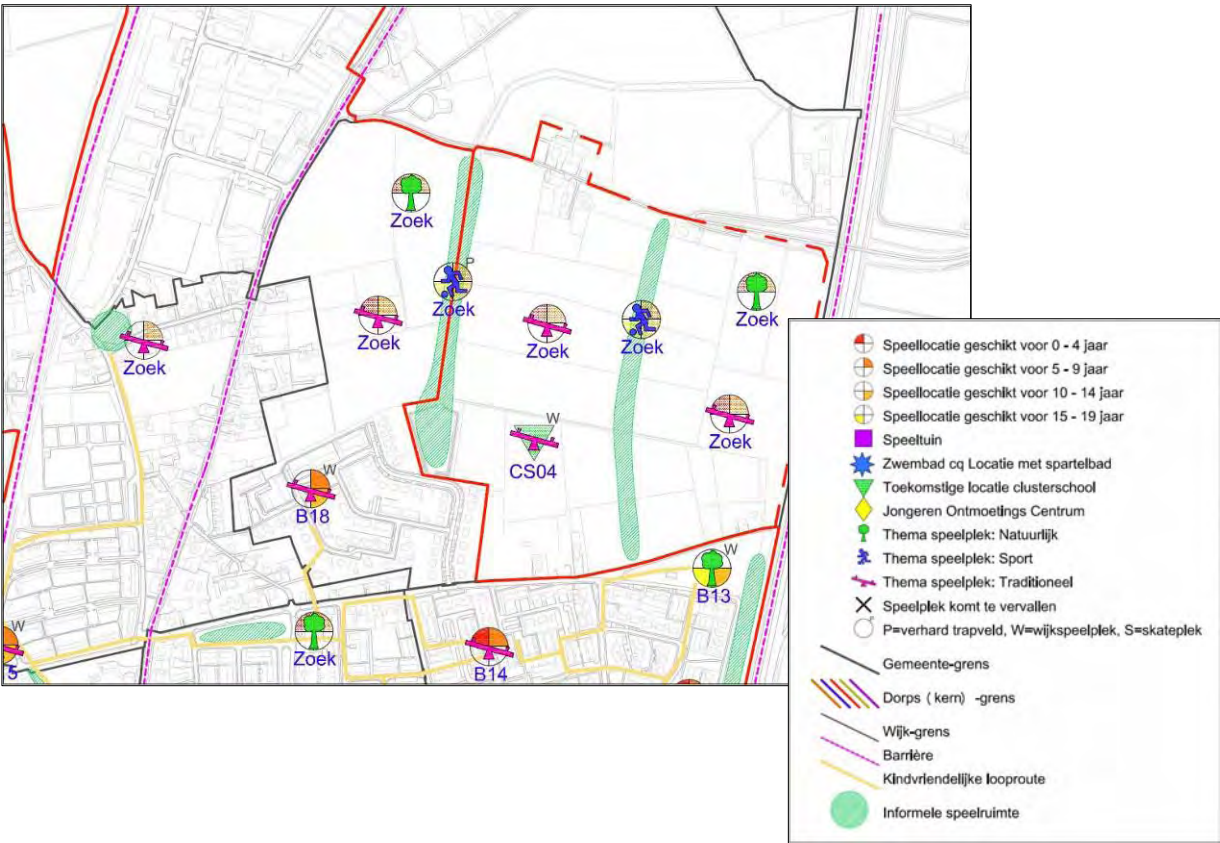 Zoek
P
Zoek
Zoek
Zoek
Zoek
Zoek
Zoek
Zoek
W
CS04
W
B18
W
B13
W
5
Zoek
B14
Speellocatie geschikt voor 0 - 4 jaar
Speellocatie geschikt voor 5 - 9 jaar
Speellocatie geschikt voor 10 - 14 jaar
Speellocatie geschikt voor 15 - 19 jaar
Speeltuin
Zwembad cq Locatie met spartelbad
Toekomstige locatie clusterschool
Jongeren Ontmoetings Centrum
Thema speelplek: Natuurlijk
Thema speelplek: Sport
Thema speelplek: Traditioneel
Speelplek komt te vervallen
P=verhard trapveld, W=wijkspeelplek, S=skateplek
Gemeente-grens
Dorps ( kern) -grens
Wijk-grens
Barrière
Kindvriendelijke looproute
Informele speelruimte